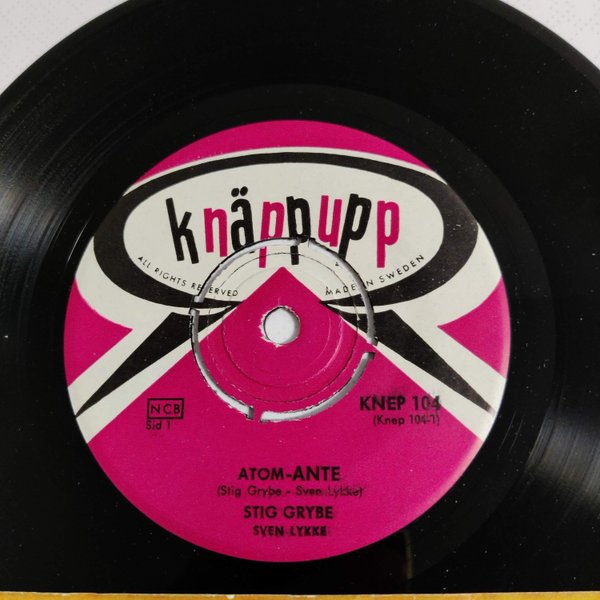 knäppupp
ALL RIGHTS RESERVED
MADE IN SWEDEN
NCB
Sid 1
KNEP 104
(Knep 104-1)
ATOM-ANTE
(Stig Grybe - Sven Lykke)
STIG GRYBE
SVEN LYKKE